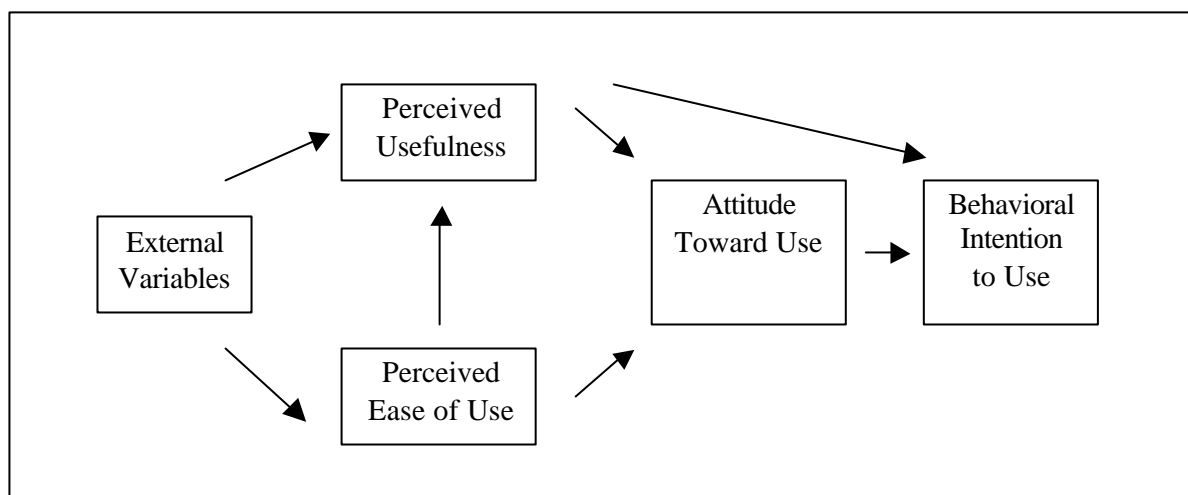 Perceived
Usefulness
External
Variables
Perceived
Ease of Use
Attitude
Toward Use
Behavioral
Intention
to Use